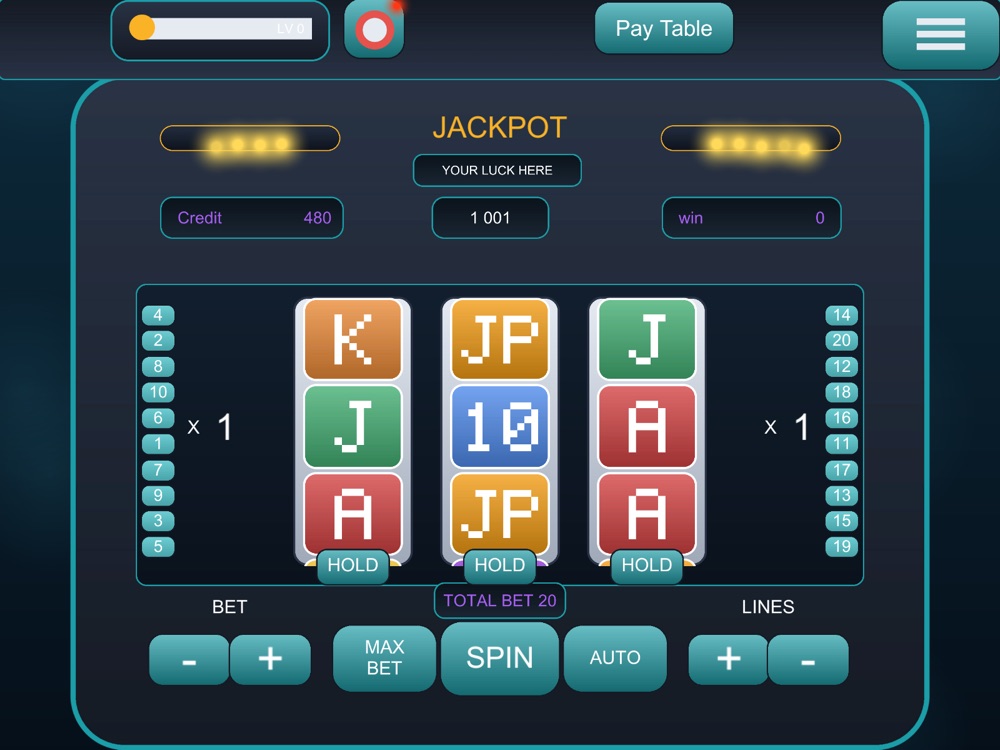 LV 0
Pay Table
JACKPOT
YOUR LUCK HERE
Credit 480
1 001
win 0
4
2
8
10
6
1
7
9
3
5
x 1
K JP J
J 10 A
A JP A
x 1
14
20
12
18
16
11
17
13
15
19
HOLD HOLD HOLD
TOTAL BET 20
BET
LINES
- +
MAX
BET
SPIN
AUTO
+ -